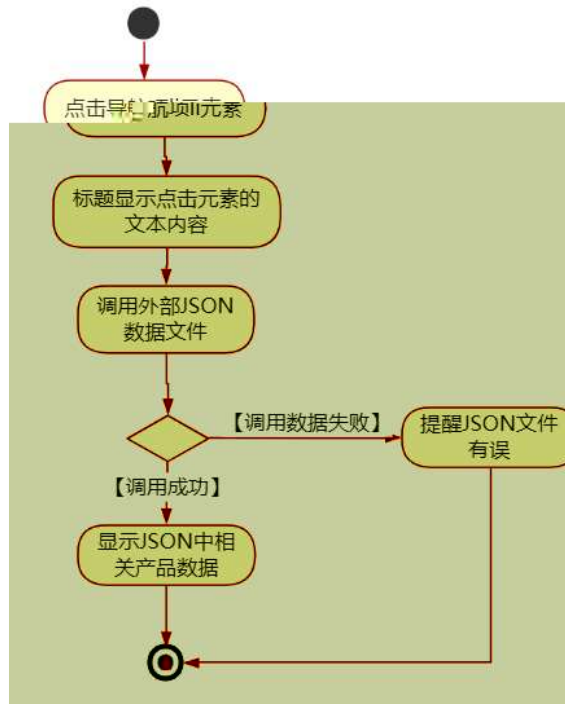 点击导航项li元素
标题显示点击元素的
文本内容
调用外部JSON
数据文件
【调用数据失败】
提醒JSON文件
有误
【调用成功】
显示JSON中相
关产品数据